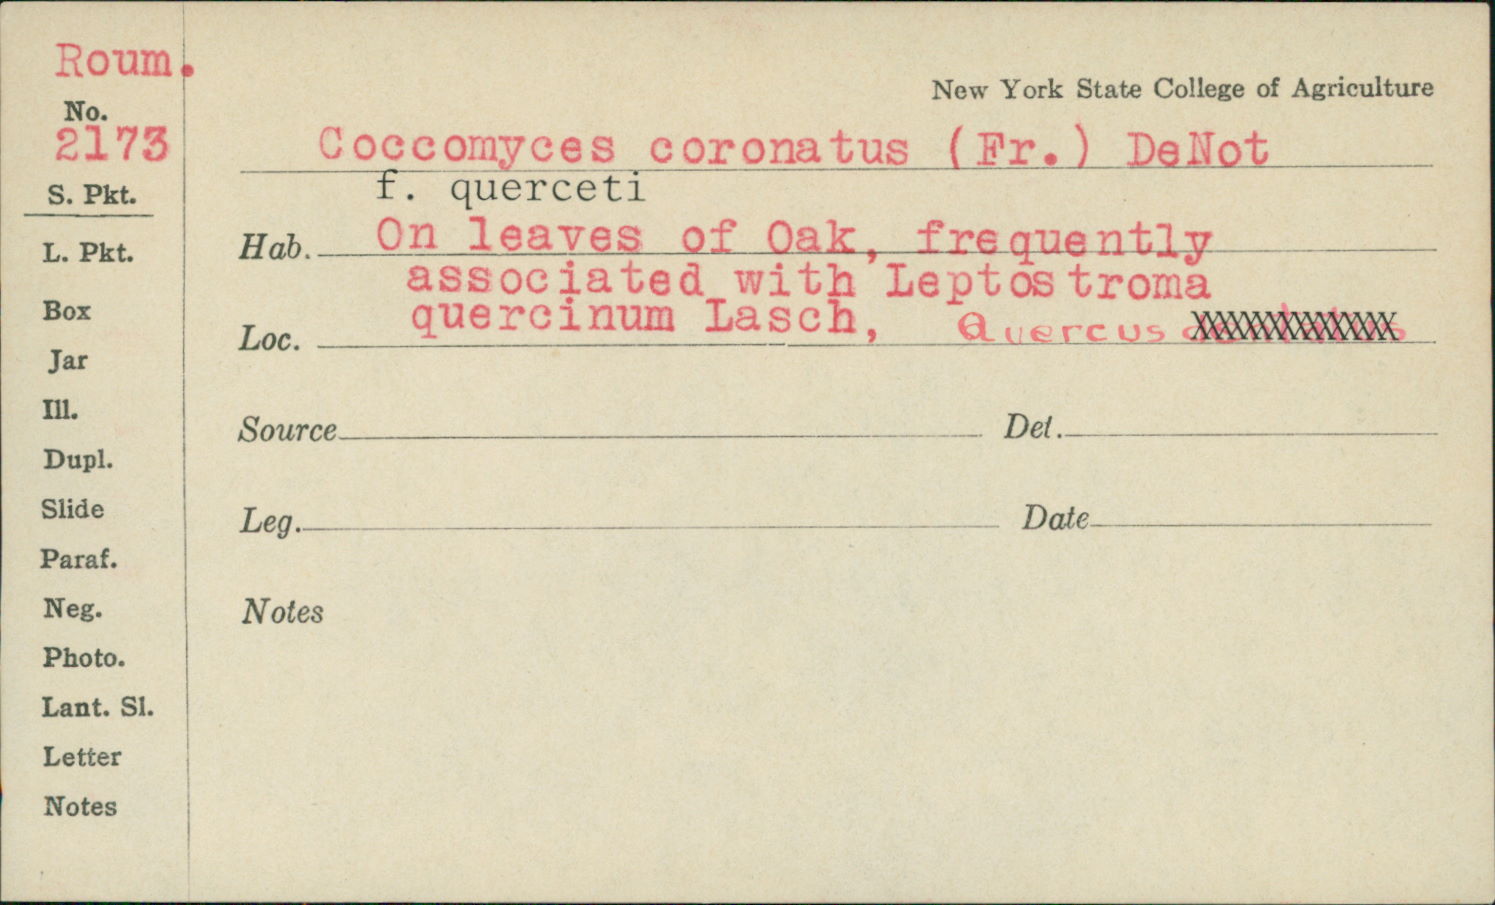 Roum.
No.
2173
S. Pkt.
L. Pkt.
Box
Jar
Ill.
Dupl.
Slide
Paraf.
Neg.
Photo.
Lant. Sl.
Letter
Notes
New York State College of Agriculture
Coccomyces coronatus (Fr.) DeNot
f. querceti
Hab. On leaves of Oak, frequently
associated with Leptostroma
quercinum Lasch, Quercus
Loc.
Source Det.
Leg. Date
Notes